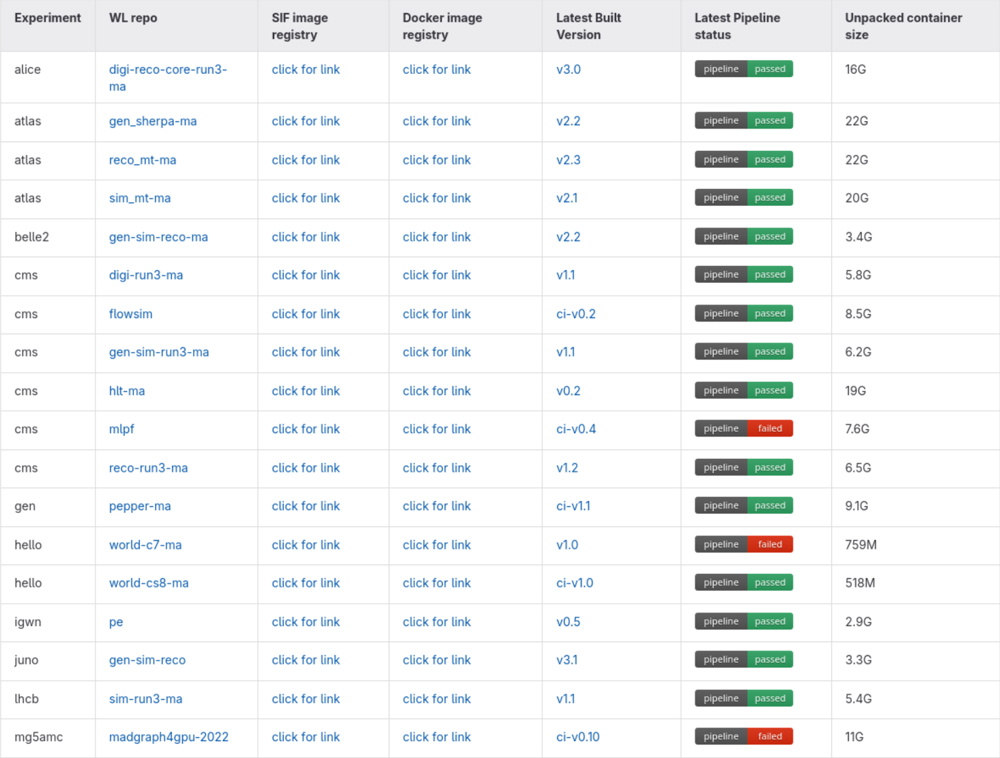 Experiment WL repo SIF image registry Docker image registry Latest Built Version Latest Pipeline status Unpacked container size
alice digi-reco-core-run3-ma click for link click for link v3.0 pipeline passed 16G
atlas gen_sherpa-ma click for link click for link v2.2 pipeline passed 22G
atlas reco_mt-ma click for link click for link v2.3 pipeline passed 22G
atlas sim_mt-ma click for link click for link v2.1 pipeline passed 20G
belle2 gen-sim-reco-ma click for link click for link v2.2 pipeline passed 3.4G
cms digi-run3-ma click for link click for link v1.1 pipeline passed 5.8G
cms flowsim click for link click for link ci-v0.2 pipeline passed 8.5G
cms gen-sim-run3-ma click for link click for link v1.1 pipeline passed 6.2G
cms hlt-ma click for link click for link v0.2 pipeline passed 19G
cms mlpf click for link click for link ci-v0.4 pipeline failed 7.6G
cms reco-run3-ma click for link click for link v1.2 pipeline passed 6.5G
gen pepper-ma click for link click for link ci-v1.1 pipeline passed 9.1G
hello world-c7-ma click for link click for link v1.0 pipeline failed 759M
hello world-cs8-ma click for link click for link ci-v1.0 pipeline passed 518M
igwn pe click for link click for link v0.5 pipeline passed 2.9G
juno gen-sim-reco click for link click for link v3.1 pipeline passed 3.3G
lhcb sim-run3-ma click for link click for link v1.1 pipeline passed 5.4G
mg5amc madgraph4gpu-2022 click for link click for link ci-v0.10 pipeline failed 11G